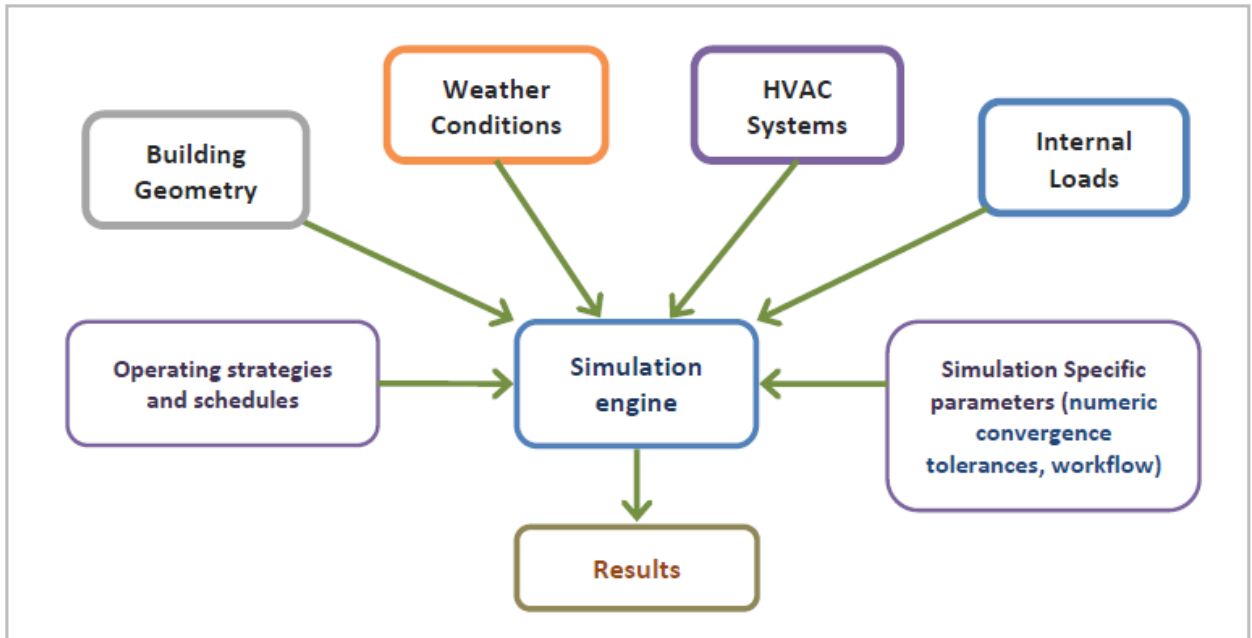 Weather
Conditions
HVAC
Systems
Building
Geometry
Internal
Loads
Operating strategies
and schedules
Simulation
engine
Simulation Specific
parameters (numeric
convergence
tolerances, workflow)
Results